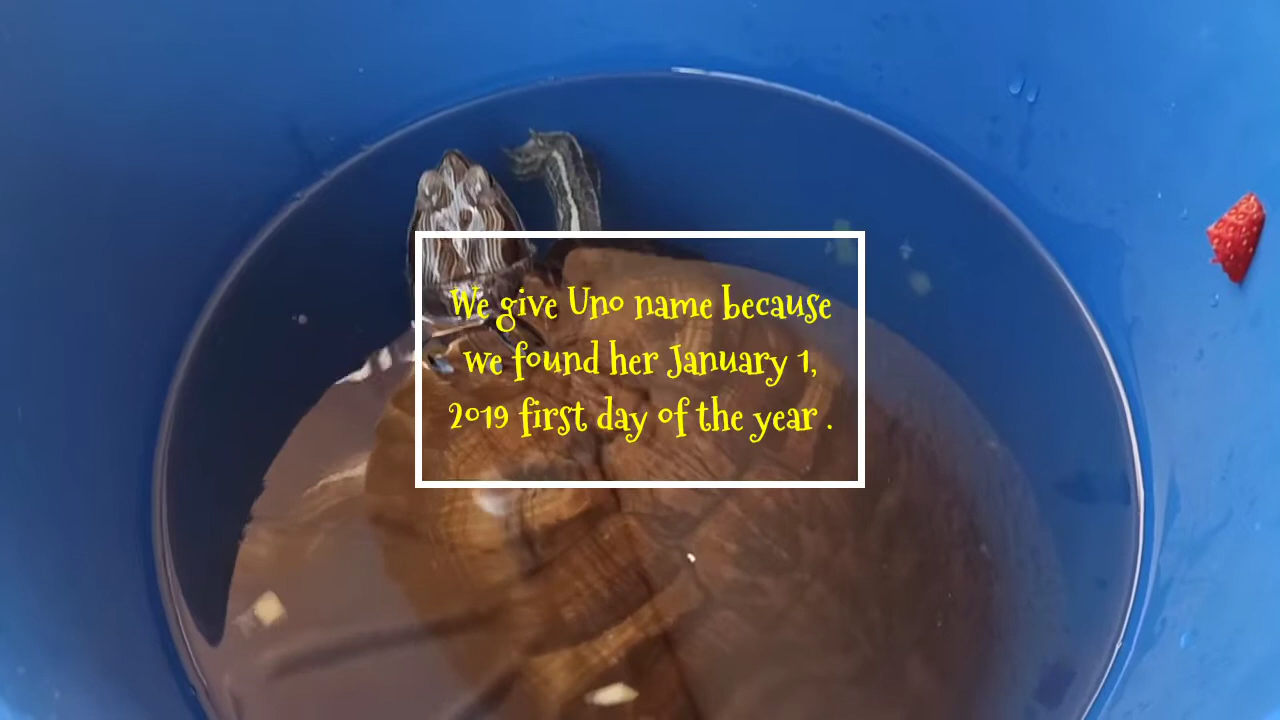 We give Uno name because
we found her January 1,
2019 first day of the year .